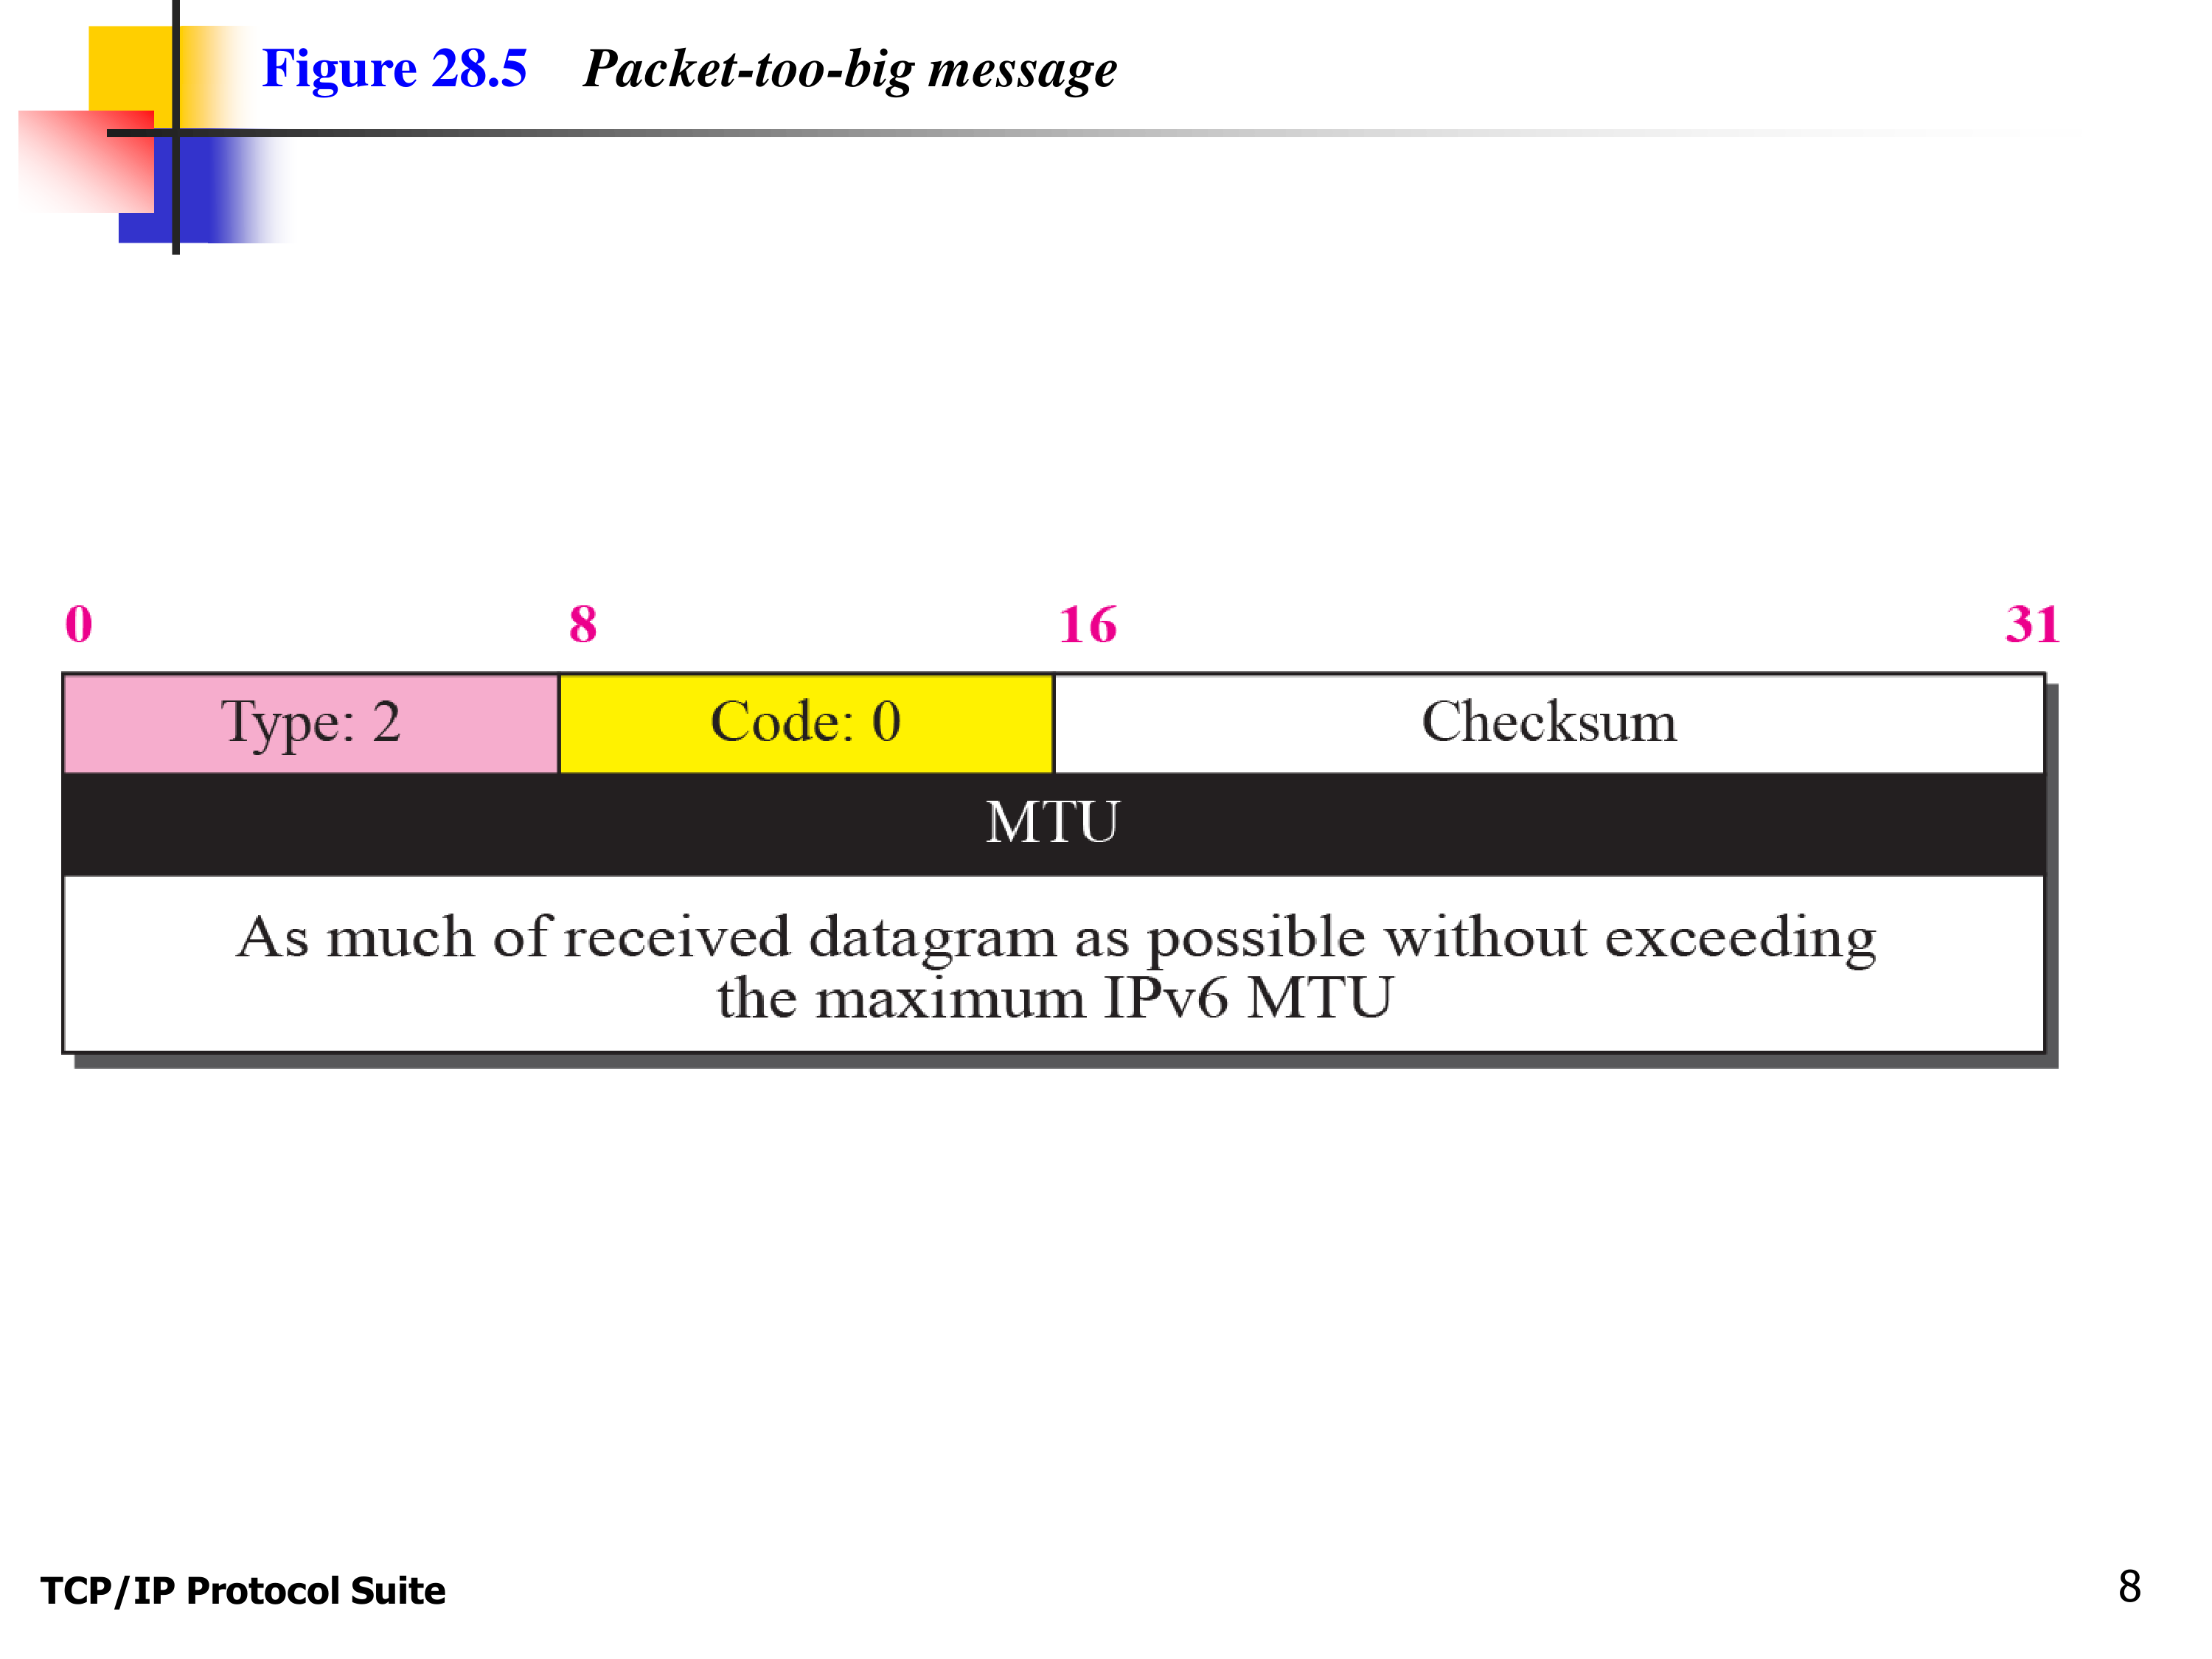 Figure 28.5 Packet-too-big message
0 8 16 31
Type: 2 Code: 0 Checksum
MTU
As much of received datagram as possible without exceeding
the maximum IPv6 MTU
TCP/IP Protocol Suite 8